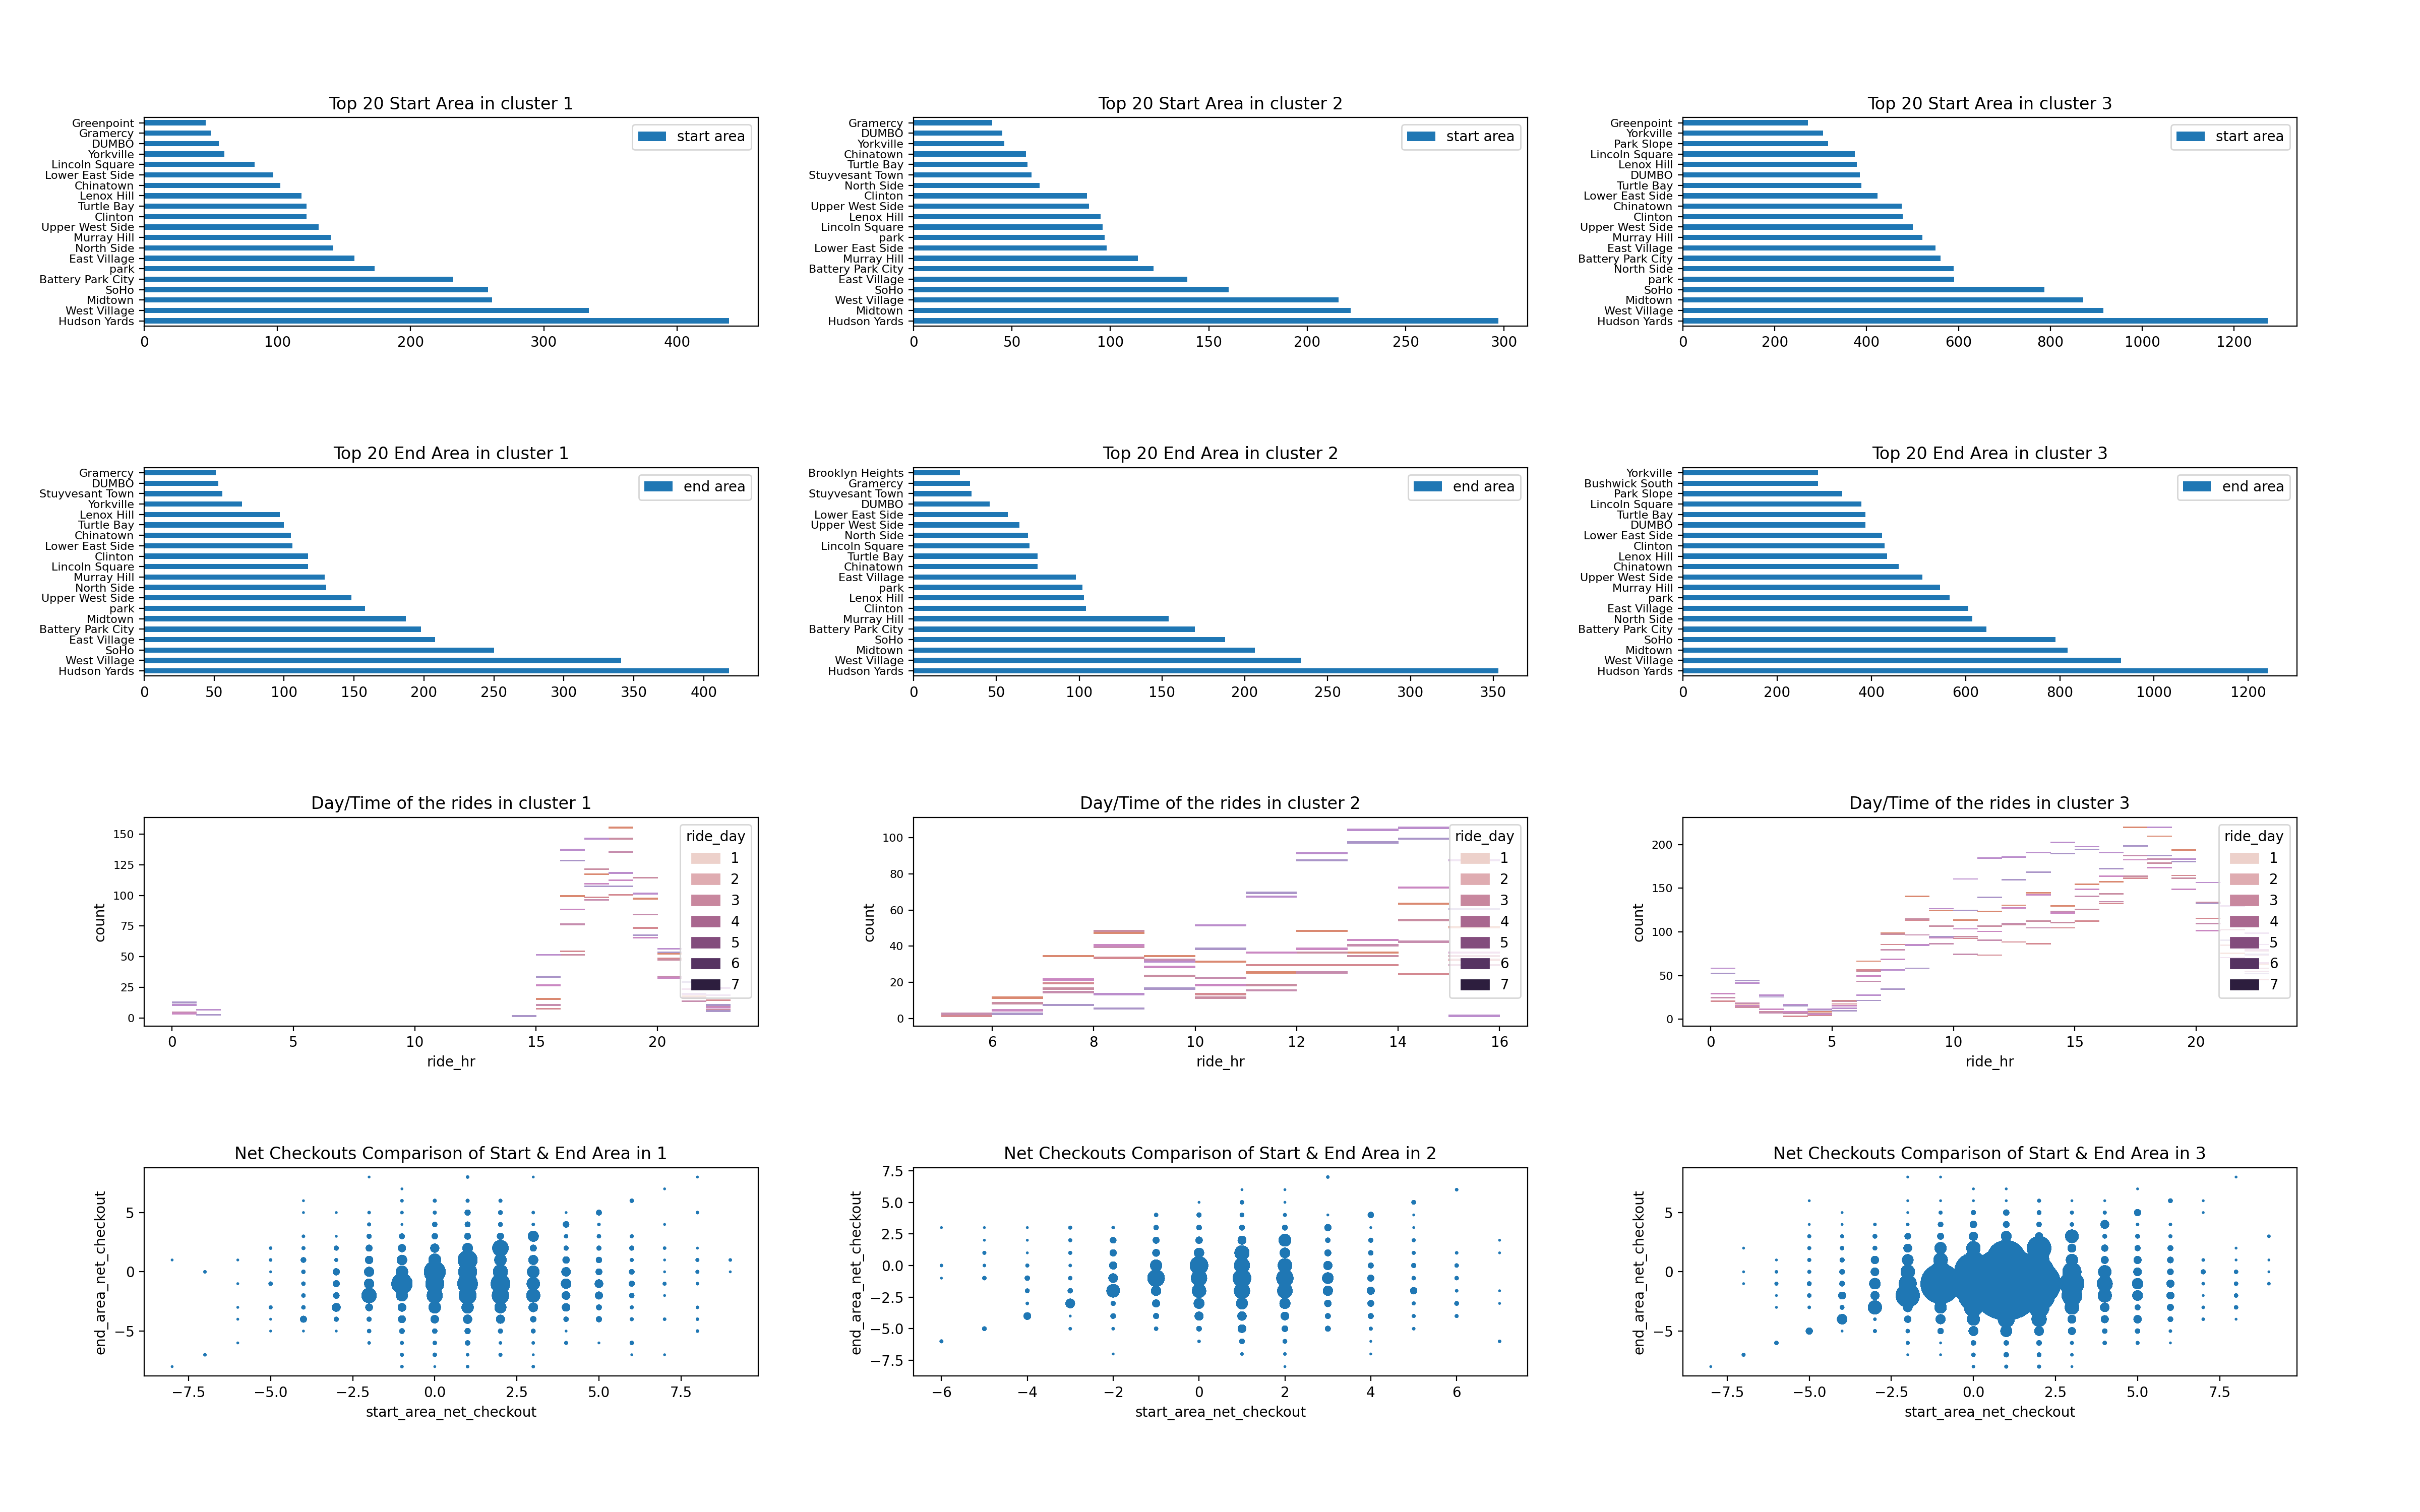 Top 20 Start Area in cluster 1
Greenpoint
Gramercy
DUMBO
Yorkville
Lincoln Square
Lower East Side
Chinatown
Lenox Hill
Turtle Bay
Clinton
Upper West Side
Murray Hill
North Side
East Village
park
Battery Park City
SoHo
Midtown
West Village
Hudson Yards
start area
0 100 200 300 400
Top 20 Start Area in cluster 2
Gramercy
DUMBO
Yorkville
Chinatown
Turtle Bay
Stuyvesant Town
North Side
Clinton
Upper West Side
Lenox Hill
Lincoln Square
park
Lower East Side
Murray Hill
Battery Park City
East Village
SoHo
West Village
Midtown
Hudson Yards
start area
0 50 100 150 200 250 300
Top 20 Start Area in cluster 3
Greenpoint
Yorkville
Park Slope
Lincoln Square
Lenox Hill
DUMBO
Turtle Bay
Lower East Side
Chinatown
Clinton
Upper West Side
Murray Hill
East Village
Battery Park City
North Side
park
SoHo
Midtown
West Village
Hudson Yards
start area
0 200 400 600 800 1000 1200
Top 20 End Area in cluster 1
Gramercy
DUMBO
Stuyvesant Town
Yorkville
Lenox Hill
Turtle Bay
Chinatown
Lower East Side
Clinton
Lincoln Square
Murray Hill
North Side
Upper West Side
park
Midtown
Battery Park City
East Village
SoHo
West Village
Hudson Yards
end area
0 50 100 150 200 250 300 350 400
Top 20 End Area in cluster 2
Brooklyn Heights
Gramercy
Stuyvesant Town
DUMBO
Lower East Side
Upper West Side
North Side
Lincoln Square
Turtle Bay
Chinatown
East Village
park
Lenox Hill
Clinton
Murray Hill
Battery Park City
SoHo
Midtown
West Village
Hudson Yards
end area
0 50 100 150 200 250 300 350
Top 20 End Area in cluster 3
Yorkville
Bushwick South
Park Slope
Lincoln Square
Turtle Bay
DUMBO
Lower East Side
Clinton
Lenox Hill
Chinatown
Upper West Side
Murray Hill
park
East Village
North Side
Battery Park City
SoHo
Midtown
West Village
Hudson Yards
end area
0 200 400 600 800 1000 1200
Day/Time of the rides in cluster 1
count
150
125
100
75
50
25
0
ride_day
1
2
3
4
5
6
7
0 5 10 15 20
ride_hr
Day/Time of the rides in cluster 2
count
100
80
60
40
20
0
ride_day
1
2
3
4
5
6
7
6 8 10 12 14 16
ride_hr
Day/Time of the rides in cluster 3
count
200
150
100
50
0
ride_day
1
2
3
4
5
6
7
0 5 10 15 20
ride_hr
Net Checkouts Comparison of Start & End Area in 1
end_area_net_checkout
5
0
−5
−7.5 −5.0 −2.5 0.0 2.5 5.0 7.5
start_area_net_checkout
Net Checkouts Comparison of Start & End Area in 2
end_area_net_checkout
7.5
5.0
2.5
0.0
−2.5
−5.0
−7.5
−6 −4 −2 0 2 4 6
start_area_net_checkout
Net Checkouts Comparison of Start & End Area in 3
end_area_net_checkout
5
0
−5
−7.5 −5.0 −2.5 0.0 2.5 5.0 7.5
start_area_net_checkout